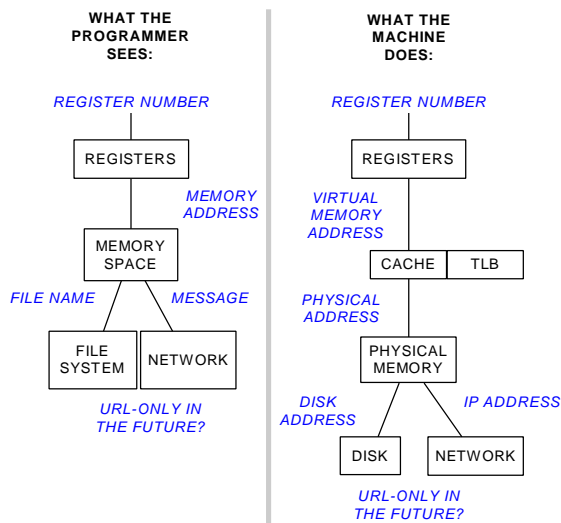 WHAT THE
PROGRAMMER
SEES:
REGISTER NUMBER
REGISTERS
MEMORY
ADDRESS
MEMORY
SPACE
FILE NAME
MESSAGE
FILE
SYSTEM
NETWORK
URL-ONLY IN
THE FUTURE?
WHAT THE
MACHINE
DOES:
REGISTER NUMBER
REGISTERS
VIRTUAL
MEMORY
ADDRESS
CACHE
TLB
PHYSICAL
ADDRESS
PHYSICAL
MEMORY
DISK
ADDRESS
IP ADDRESS
DISK
NETWORK
URL-ONLY IN
THE FUTURE?